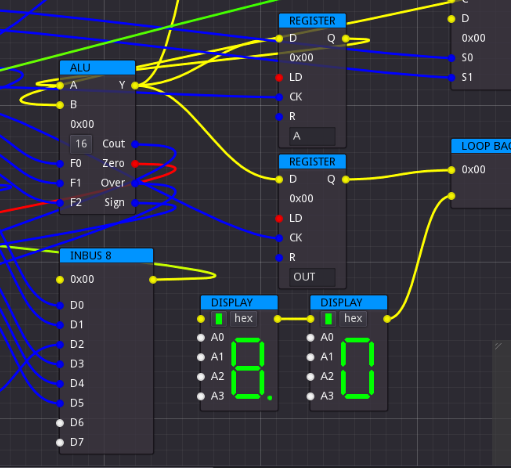 REGISTER
D Q
0x00
LD
CK
R
A
C
D
0x00
S0
S1
ALU
A Y
B
0x00
16 Cout
F0 Zero
F1 Over
F2 Sign
REGISTER
D Q
0x00
LD
CK
R
OUT
LOOP BAC
0x00
INBUS 8
0x00
D0
D1
D2
D3
D4
D5
D6
D7
DISPLAY
hex
A0
A1
A2
A3
8.
DISPLAY
hex
A0
A1
A2
A3
0